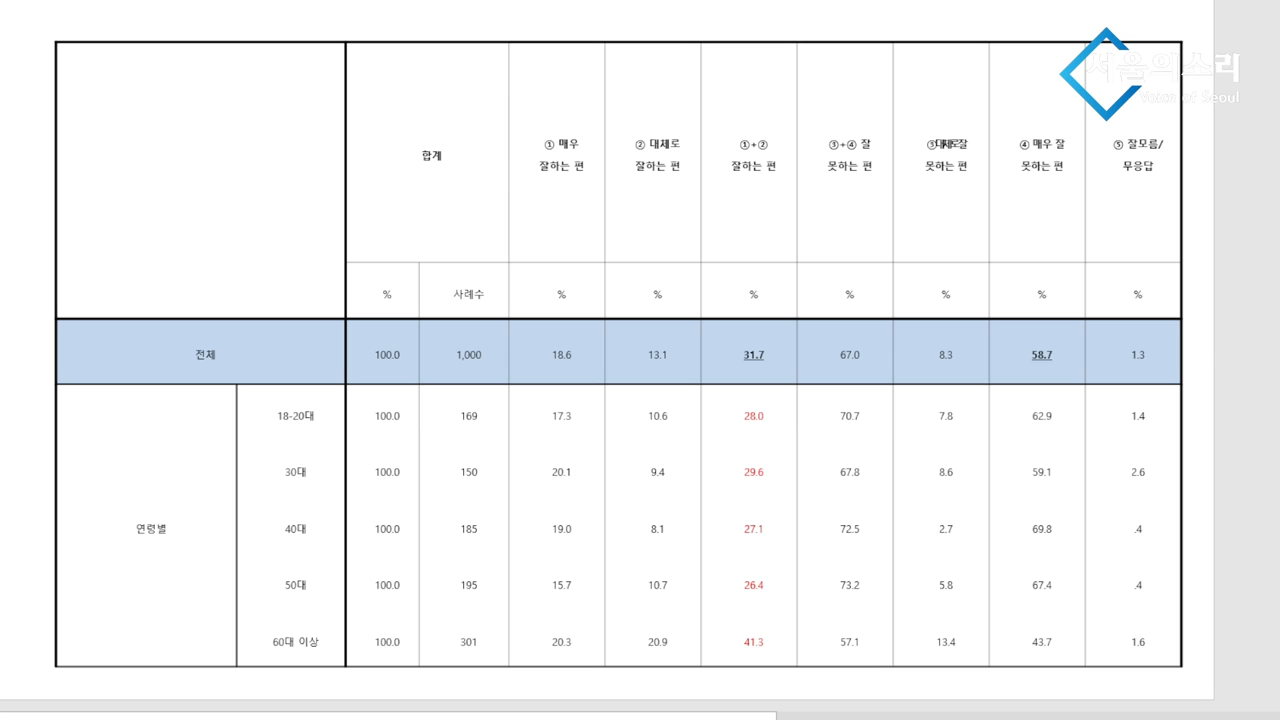 서울의소리
Voice of Seoul
합계 ① 매우 잘하는 편 ② 대체로 잘하는 편 ①+② 잘하는 편 ③+④ 잘 못하는 편 ③대체로잘 못하는 편 ④ 매우 잘 못하는 편 ⑤ 잘모름/ 무응답
% 사례수 % % % % % % %
전체 100.0 1,000 18.6 13.1 31.7 67.0 8.3 58.7 1.3
연령별
18-20대 100.0 169 17.3 10.6 28.0 70.7 7.8 62.9 1.4
30대 100.0 150 20.1 9.4 29.6 67.8 8.6 59.1 2.6
40대 100.0 185 19.0 8.1 27.1 72.5 2.7 69.8 .4
50대 100.0 195 15.7 10.7 26.4 73.2 5.8 67.4 .4
60대 이상 100.0 301 20.3 20.9 41.3 57.1 13.4 43.7 1.6